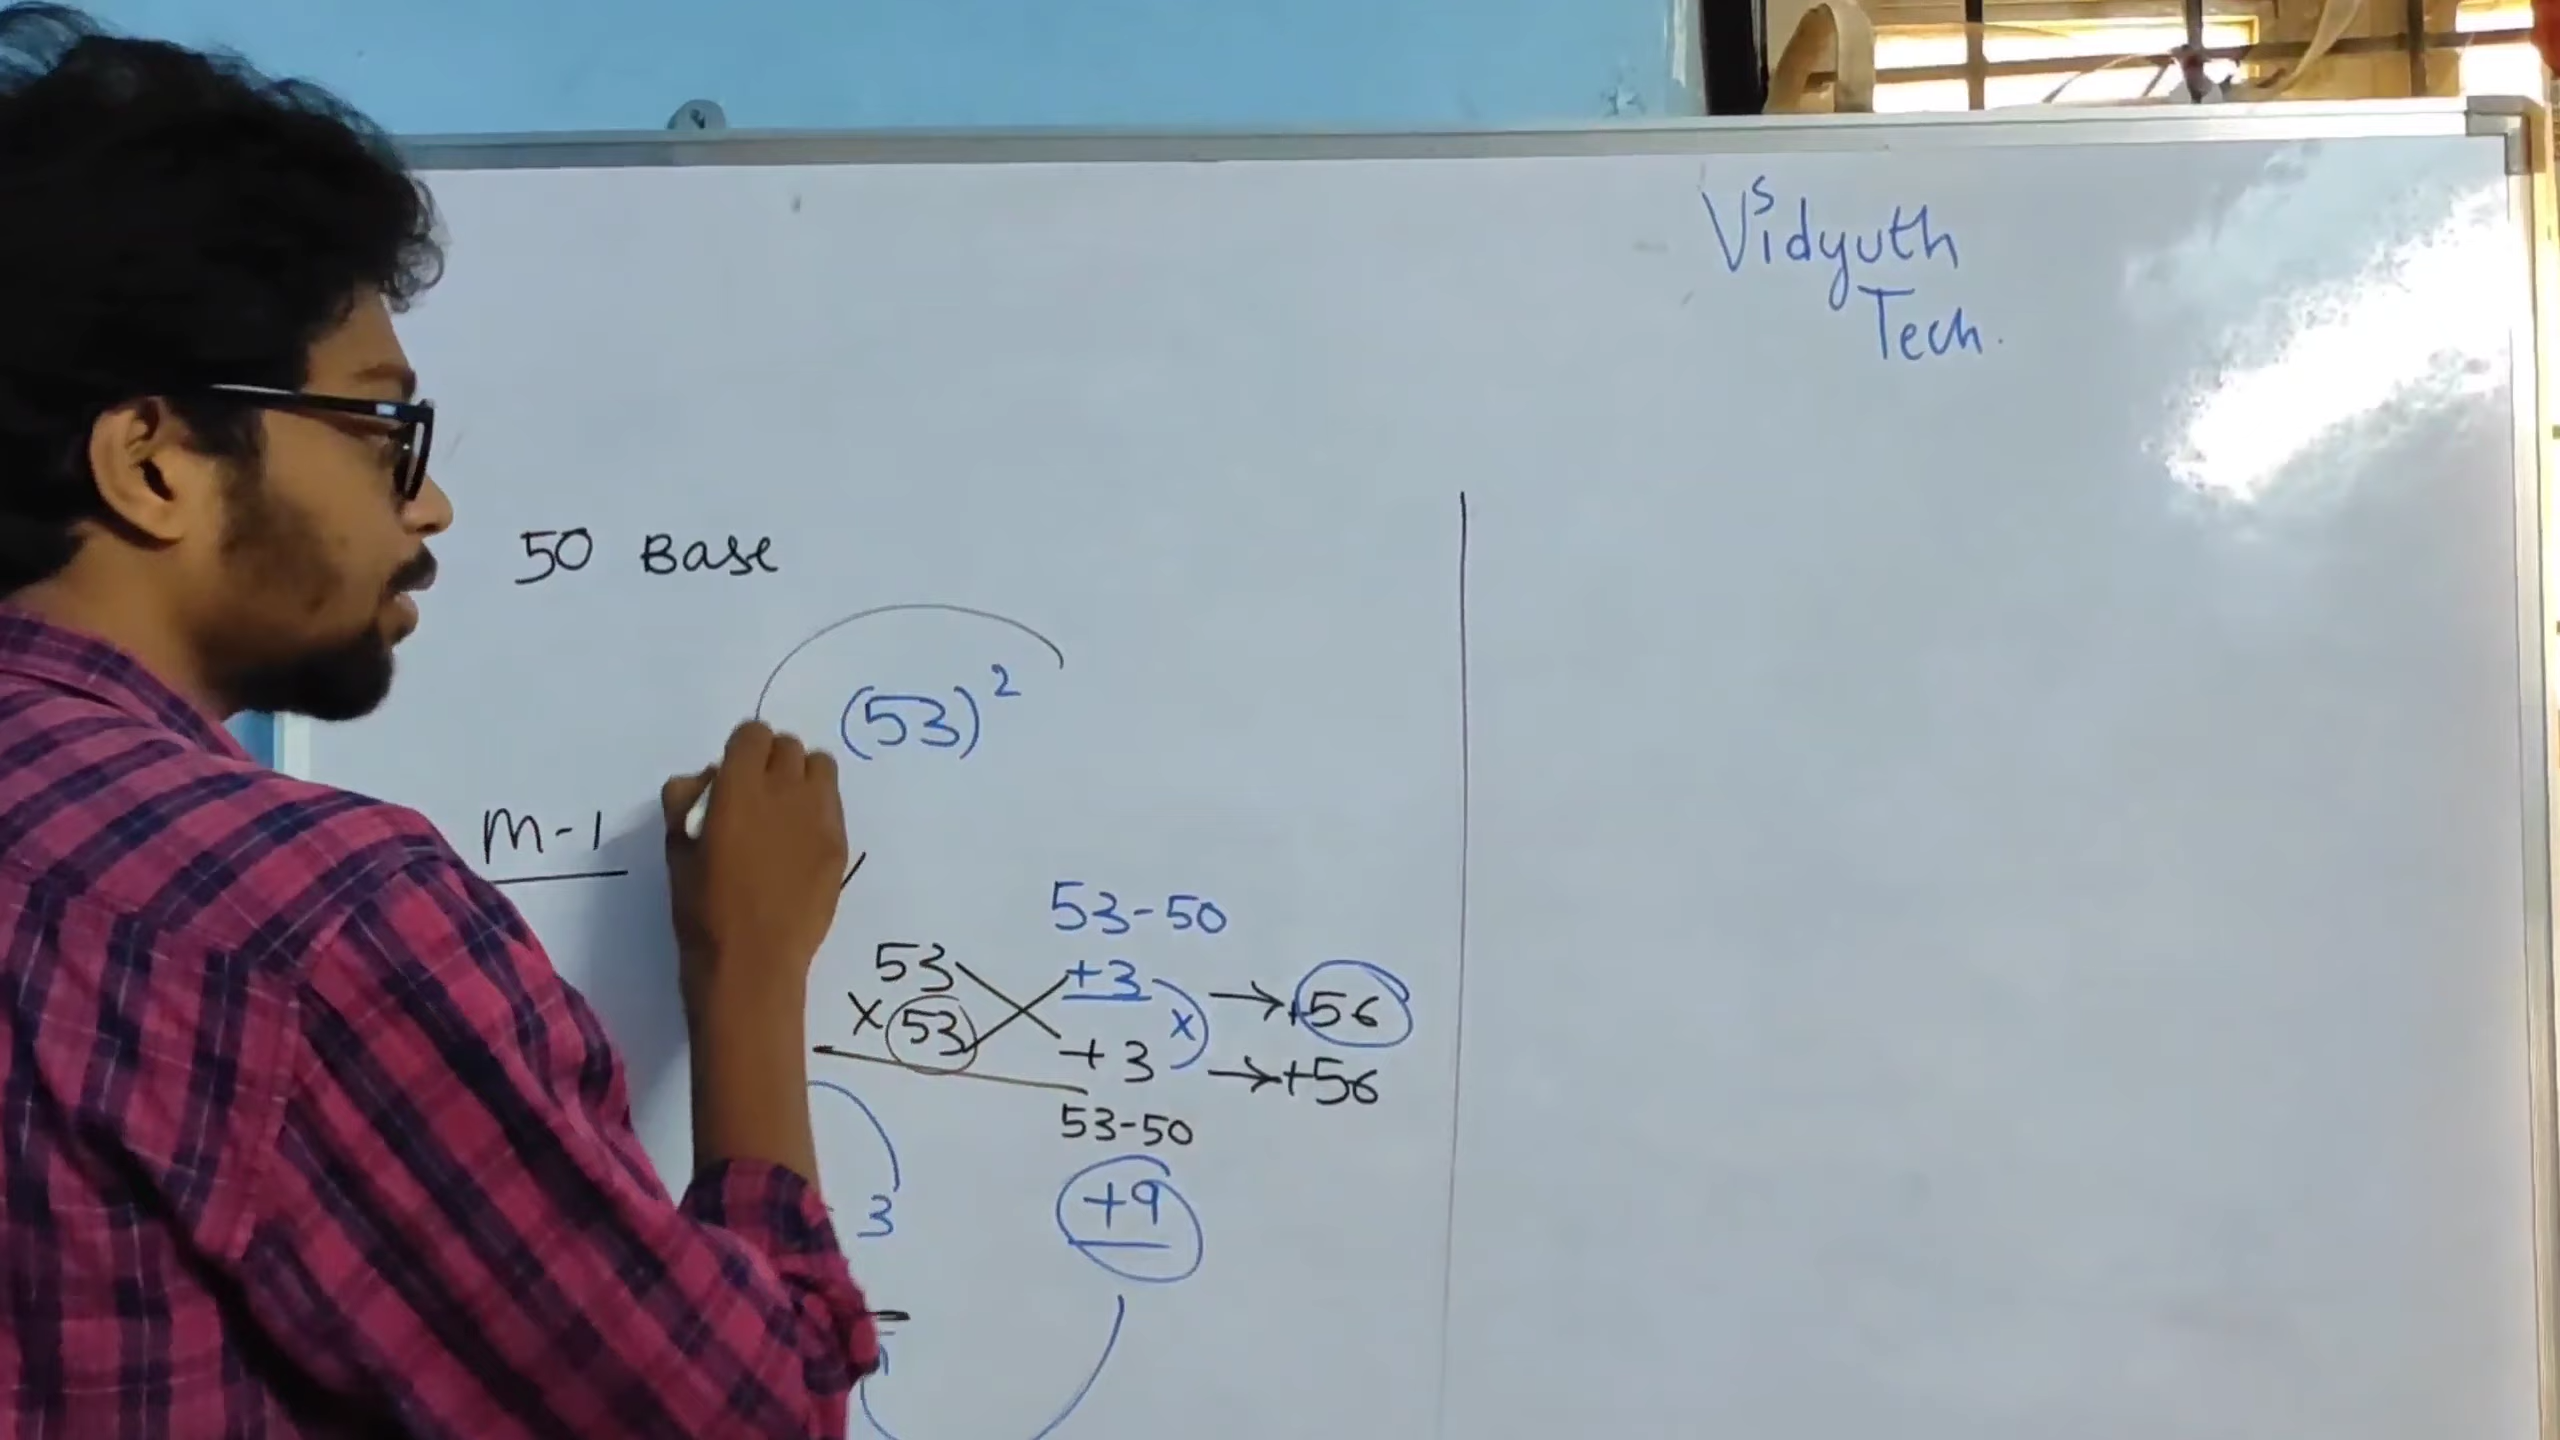 Vidyuth
S
Tech.
50 Base
(53)²
M-1
53-50
53 +3 → +56
x 53 +3 x → +56
53-50
3 +9